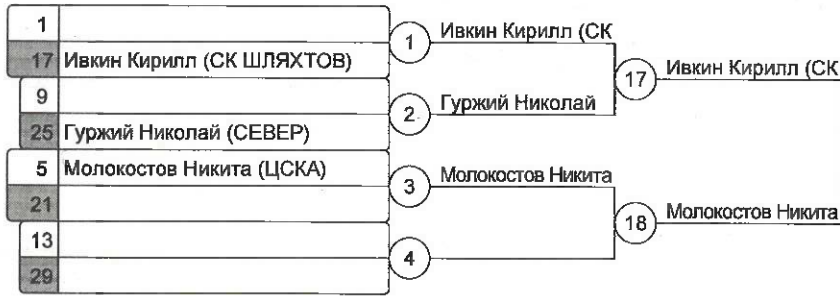 1
17 Ивкин Кирилл (СК ШЛЯХТОВ)
1
Ивкин Кирилл (СК
9
25 Гуржий Николай (СЕВЕР)
2
Гуржий Николай
17
Ивкин Кирилл (СК
5 Молокостов Никита (ЦСКА)
21
3
Молокостов Никита
13
29
4
18
Молокостов Никита